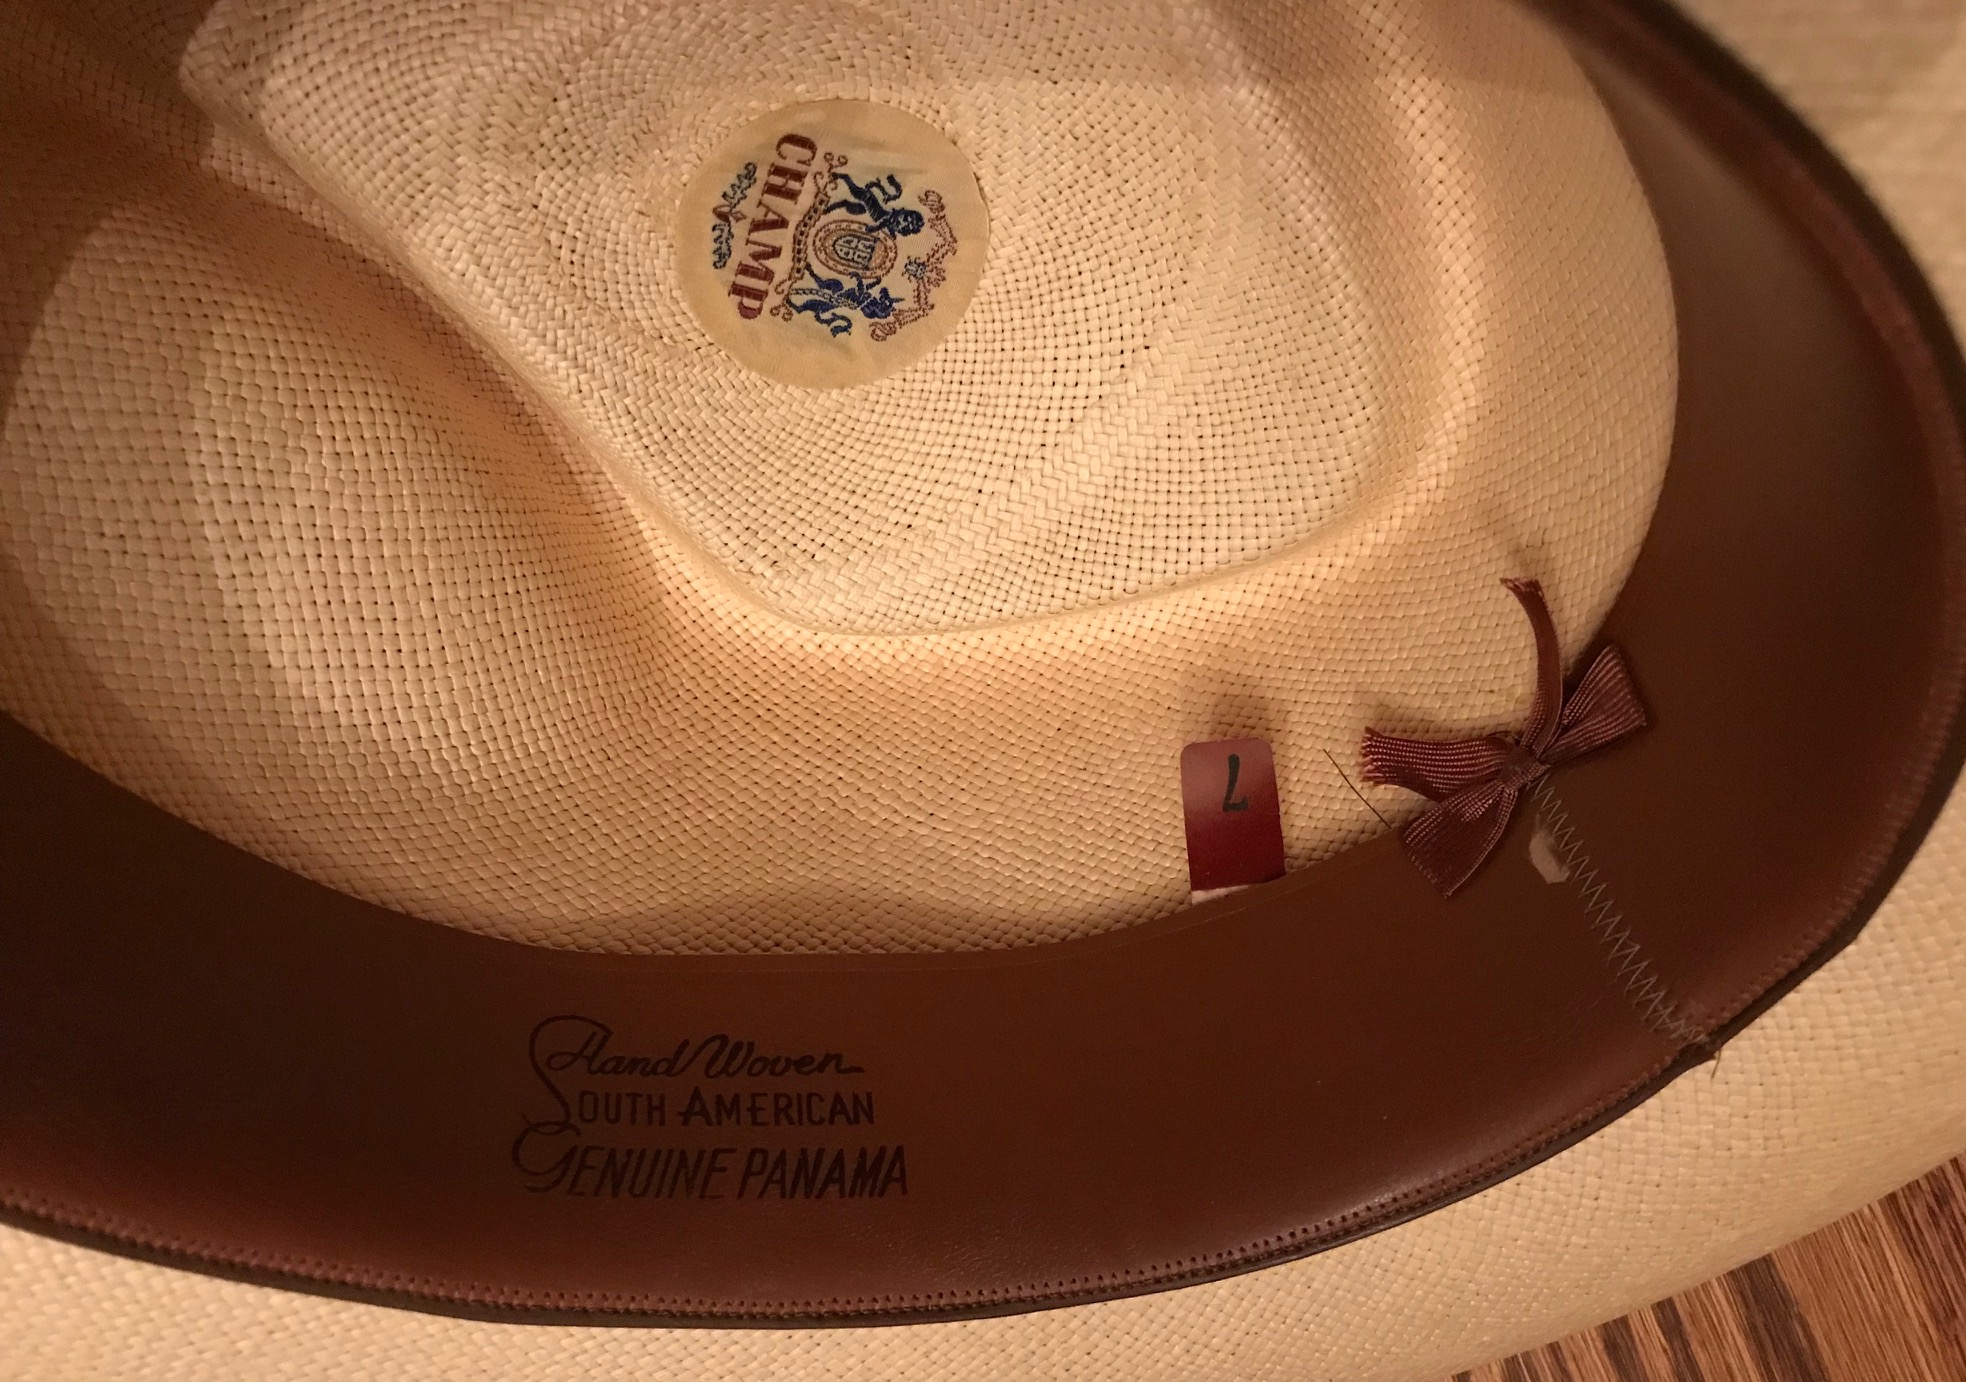 CHAMP
7
Hand Woven
SOUTH AMERICAN
GENUINE PANAMA